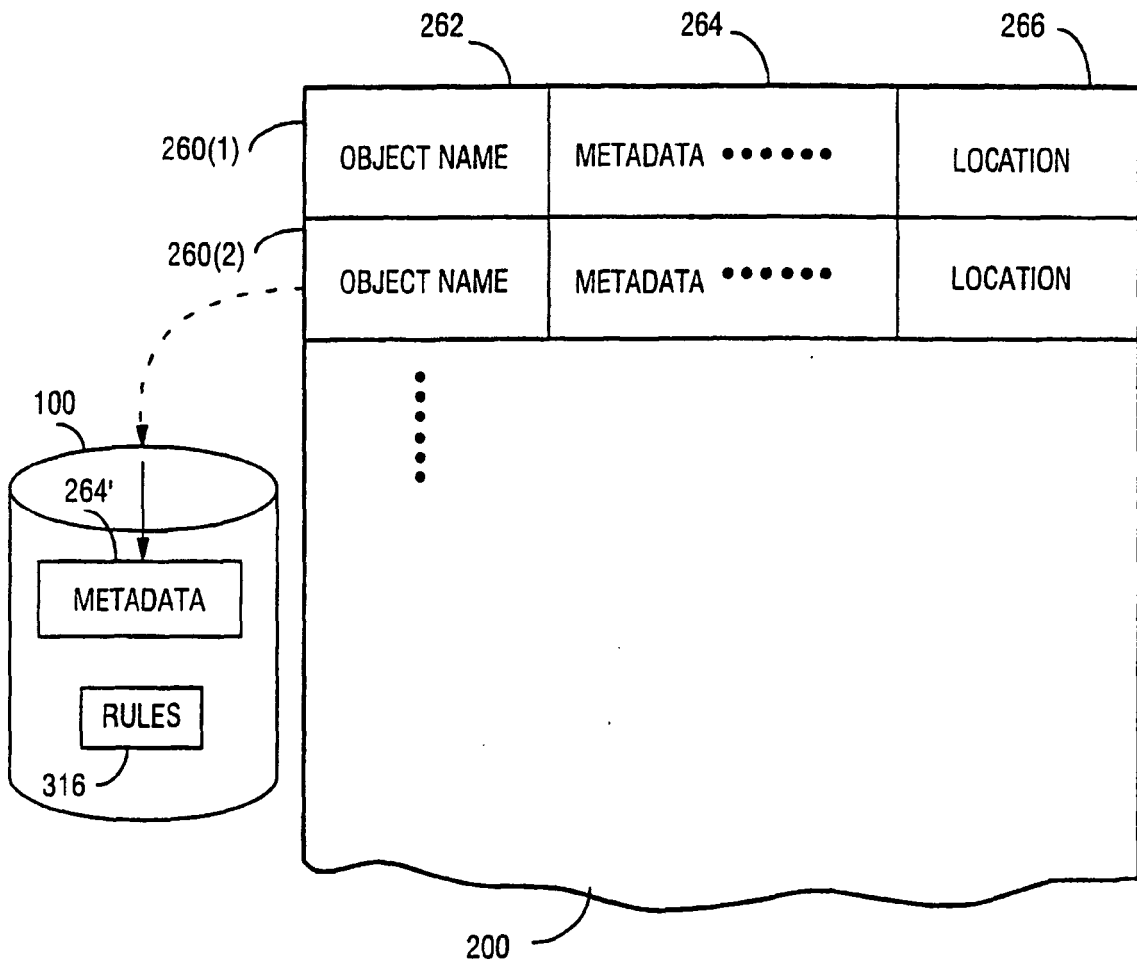 262 264 266
260(1) OBJECT NAME METADATA •••••• LOCATION
260(2) OBJECT NAME METADATA •••••• LOCATION
100
264'
METADATA
RULES
316
200